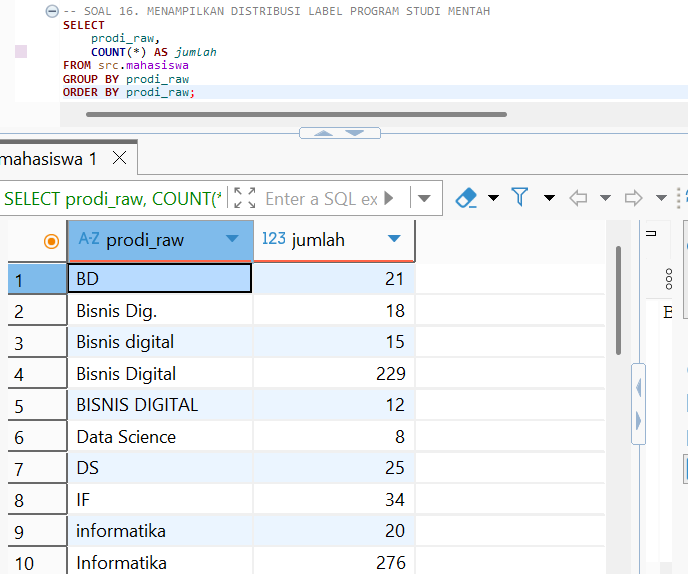 -- SOAL 16. MENAMPILKAN DISTRIBUSI LABEL PROGRAM STUDI MENTAH
SELECT
prodi_raw,
COUNT(*) AS jumlah
FROM src.mahasiswa
GROUP BY prodi_raw
ORDER BY prodi_raw;
mahasiswa 1
SELECT prodi_raw, COUNT(* Enter a SQL ex
A-Z prodi_raw 123 jumlah
1 BD 21
2 Bisnis Dig. 18
3 Bisnis digital 15
4 Bisnis Digital 229
5 BISNIS DIGITAL 12
6 Data Science 8
7 DS 25
8 IF 34
9 informatika 20
10 Informatika 276